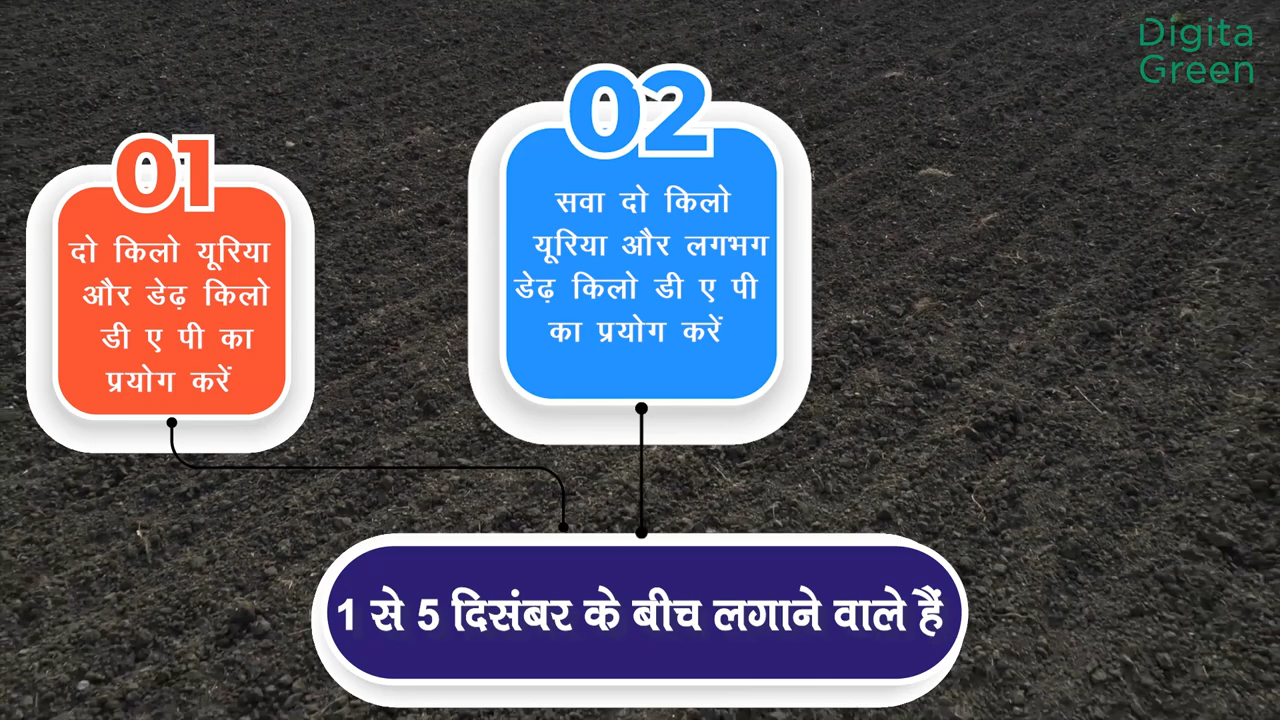 Digita
Green
01
दो किलो यूरिया
और डेढ़ किलो
डी ए पी का
प्रयोग करें
02
सवा दो किलो
यूरिया और लगभग
डेढ़ किलो डी ए पी
का प्रयोग करें
1 से 5 दिसंबर के बीच लगाने वाले हैं